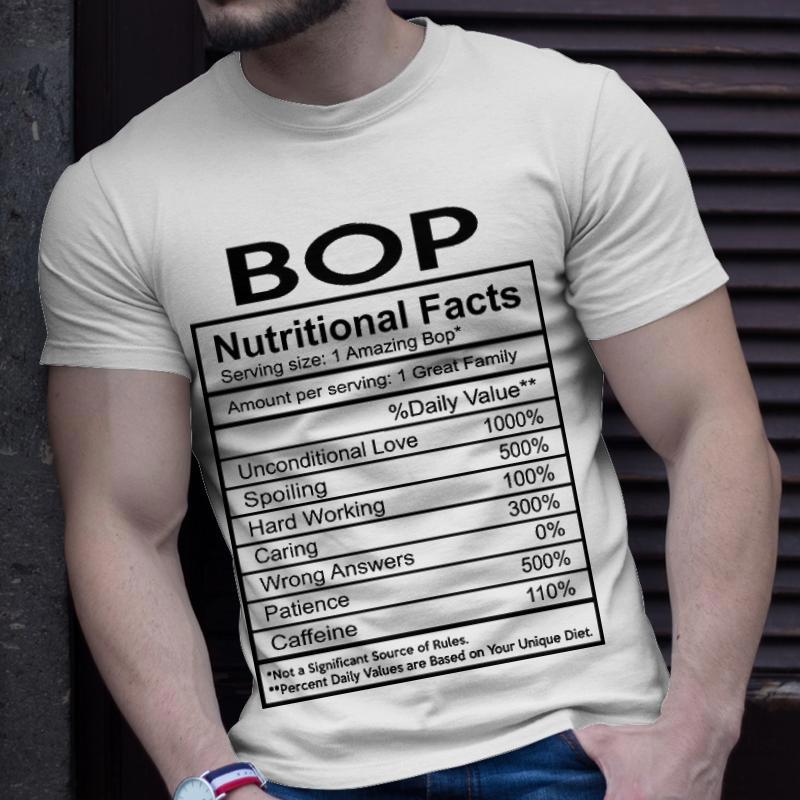 BOP
Nutritional Facts
Serving size: 1 Amazing Bop*
Amount per serving: 1 Great Family
%Daily Value**
Unconditional Love 1000%
Spoiling 500%
Hard Working 100%
Caring 300%
Wrong Answers 0%
Patience 500%
Caffeine 110%
*Not a Significant Source of Rules.
**Percent Daily Values are Based on Your Unique Diet.